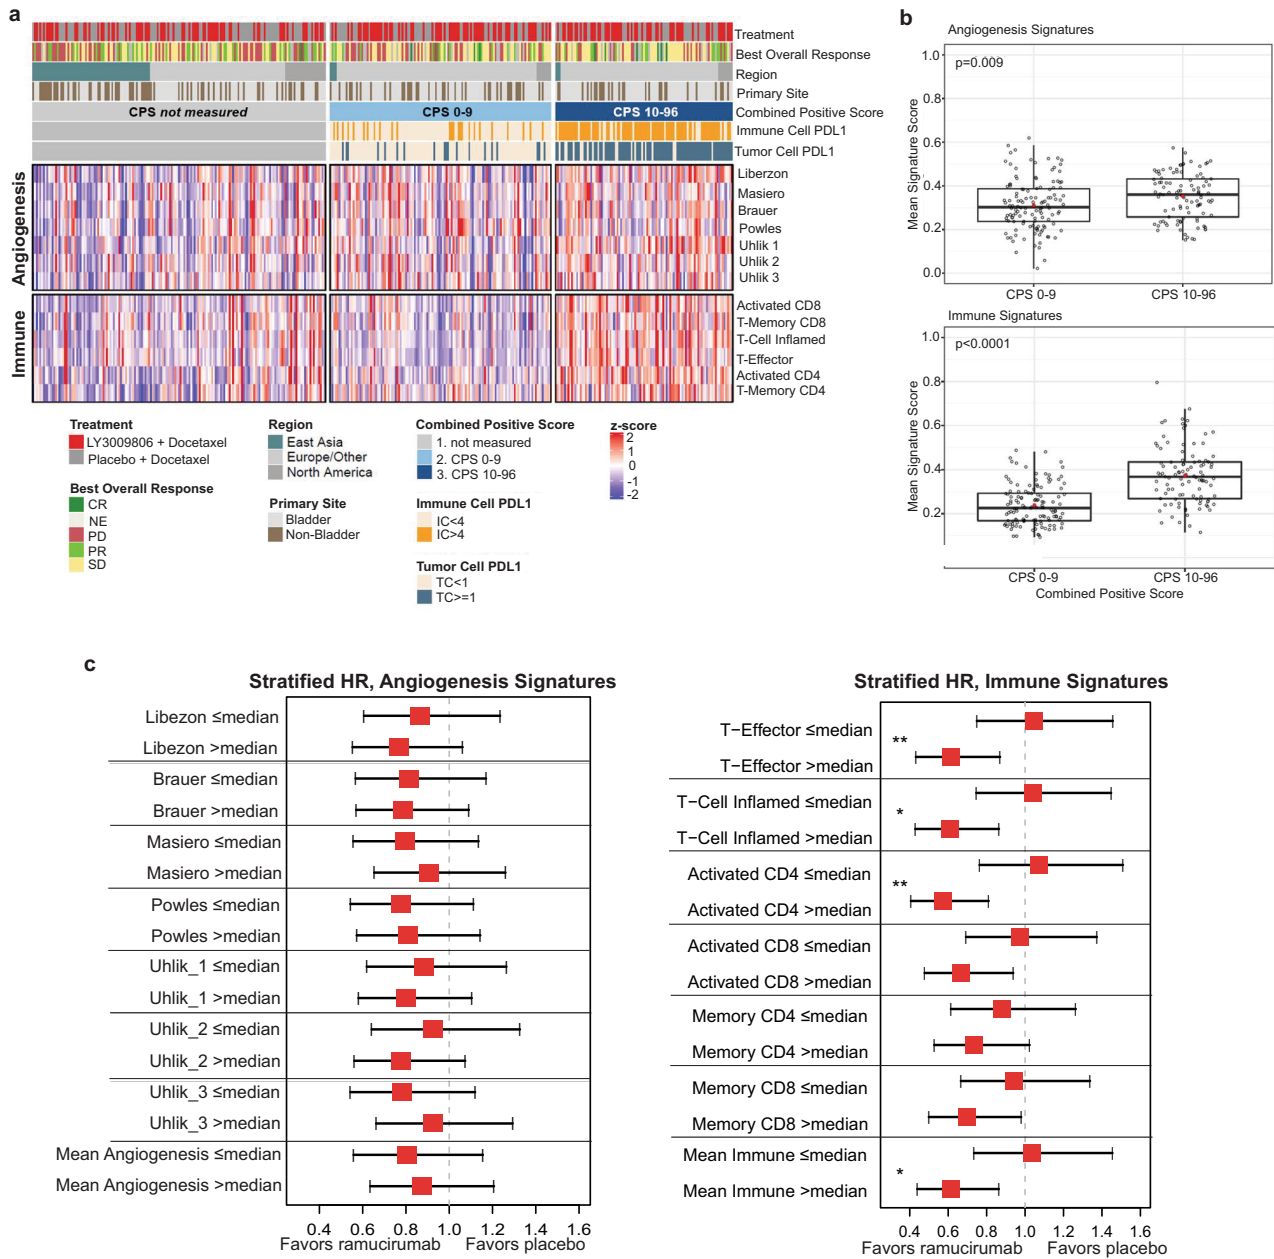 a
Treatment
Best Overall Response
Region
Primary Site
CPS not measured
CPS 0-9
CPS 10-96
Combined Positive Score
Immune Cell PDL1
Tumor Cell PDL1
Angiogenesis
Liberzon
Masiero
Brauer
Powles
Uhlik 1
Uhlik 2
Uhlik 3
Immune
Activated CD8
T-Memory CD8
T-Cell Inflamed
T-Effector
Activated CD4
T-Memory CD4
Treatment
LY3009806 + Docetaxel
Placebo + Docetaxel
Best Overall Response
CR
NE
PD
PR
SD
Region
East Asia
Europe/Other
North America
Primary Site
Bladder
Non-Bladder
Combined Positive Score
1. not measured
2. CPS 0-9
3. CPS 10-96
Immune Cell PDL1
IC<4
IC>4
Tumor Cell PDL1
TC<1
TC>=1
z-score
2
1
0
-1
-2
b
Angiogenesis Signatures
p=0.009
Mean Signature Score
1.0
0.8
0.6
0.4
0.2
0.0
CPS 0-9
CPS 10-96
Immune Signatures
p<0.0001
Mean Signature Score
1.0
0.8
0.6
0.4
0.2
CPS 0-9
CPS 10-96
Combined Positive Score
c
Stratified HR, Angiogenesis Signatures
Libezon ≤median
Libezon >median
Brauer ≤median
Brauer >median
Masiero ≤median
Masiero >median
Powles ≤median
Powles >median
Uhlik_1 ≤median
Uhlik_1 >median
Uhlik_2 ≤median
Uhlik_2 >median
Uhlik_3 ≤median
Uhlik_3 >median
Mean Angiogenesis ≤median
Mean Angiogenesis >median
0.4 0.6 0.8 1.0 1.2 1.4 1.6
Favors ramucirumab Favors placebo
Stratified HR, Immune Signatures
T−Effector ≤median
**
T−Effector >median
T−Cell Inflamed ≤median
*
T−Cell Inflamed >median
Activated CD4 ≤median
**
Activated CD4 >median
Activated CD8 ≤median
Activated CD8 >median
Memory CD4 ≤median
Memory CD4 >median
Memory CD8 ≤median
Memory CD8 >median
Mean Immune ≤median
*
Mean Immune >median
0.4 0.6 0.8 1.0 1.2 1.4 1.6
Favors ramucirumab Favors placebo